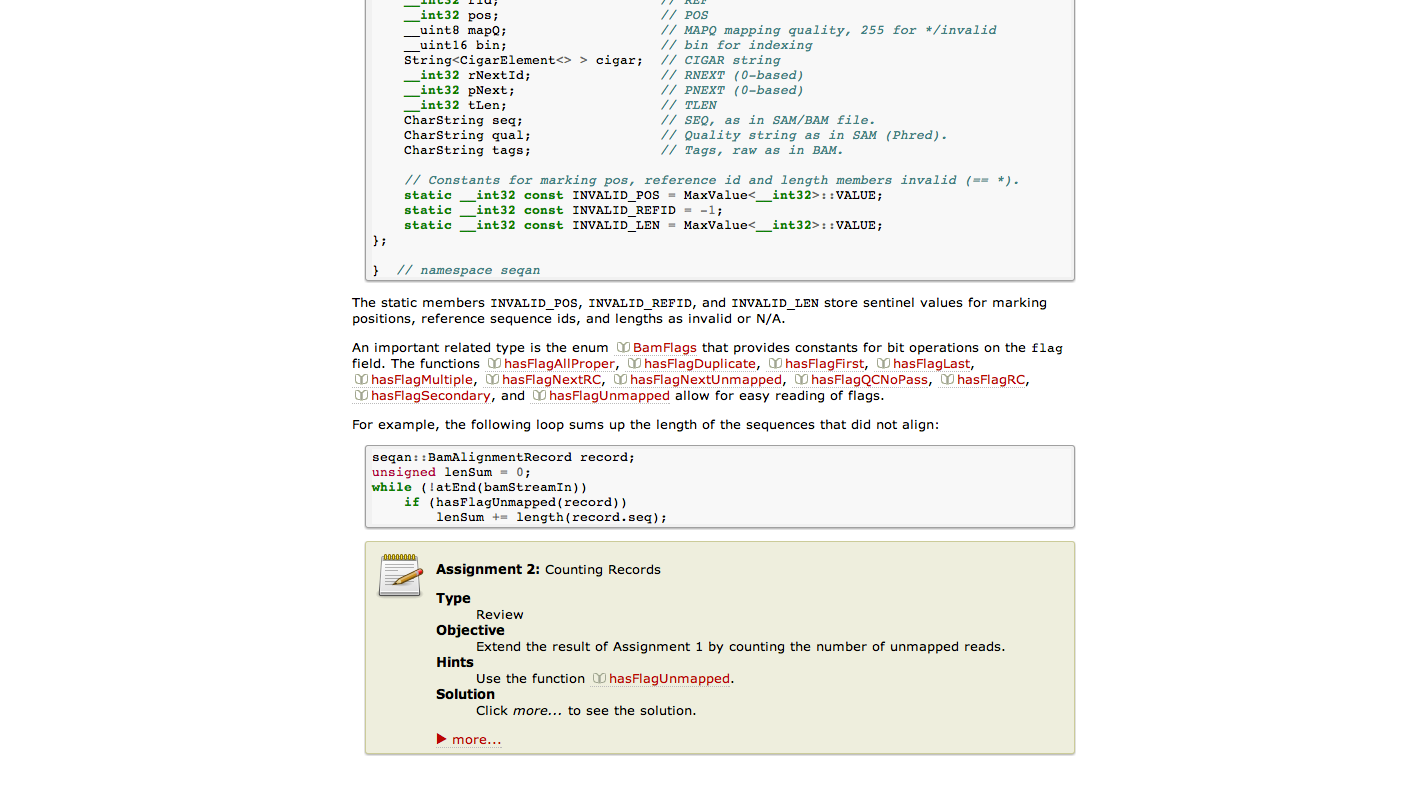 __int32 pos;                   // POS
__uint8 mapQ;                  // MAPQ mapping quality, 255 for */invalid
__uint16 bin;                  // bin for indexing
String<CigarElement<> > cigar;  // CIGAR string
__int32 rNextId;                // RNEXT (0-based)
__int32 pNext;                  // PNEXT (0-based)
__int32 tLen;                   // TLEN
CharString seq;                 // SEQ, as in SAM/BAM file.
CharString qual;                // Quality string as in SAM (Phred).
CharString tags;                // Tags, raw as in BAM.
// Constants for marking pos, reference id and length members invalid (== *).
static __int32 const INVALID_POS = MaxValue<__int32>::VALUE;
static __int32 const INVALID_REFID = -1;
static __int32 const INVALID_LEN = MaxValue<__int32>::VALUE;
};
}  // namespace seqan
The static members INVALID_POS, INVALID_REFID, and INVALID_LEN store sentinel values for marking
positions, reference sequence ids, and lengths as invalid or N/A.
An important related type is the enum BamFlags that provides constants for bit operations on the flag
field. The functions hasFlagAllProper, hasFlagDuplicate, hasFlagFirst, hasFlagLast,
hasFlagMultiple, hasFlagNextRC, hasFlagNextUnmapped, hasFlagQCNoPass, hasFlagRC,
hasFlagSecondary, and hasFlagUnmapped allow for easy reading of flags.
For example, the following loop sums up the length of the sequences that did not align:
seqan::BamAlignmentRecord record;
unsigned lenSum = 0;
while (!atEnd(bamStreamIn))
    if (hasFlagUnmapped(record))
        lenSum += length(record.seq);
Assignment 2: Counting Records
Type
Review
Objective
Extend the result of Assignment 1 by counting the number of unmapped reads.
Hints
Use the function hasFlagUnmapped.
Solution
Click more... to see the solution.
more...